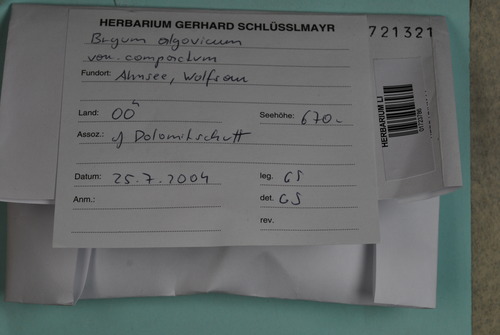 HERBARIUM GERHARD SCHLÜSSLMAYR
Bryum algovicum
var. compactum
Fundort: Almsee, Wolfsau
Land: OÖ Seehöhe: 670.-
Assoz.: Dolomitschutt
Datum: 25.7.2004 leg. GS
Anm.: det. GS
rev.
721321
HERBARIUM LI